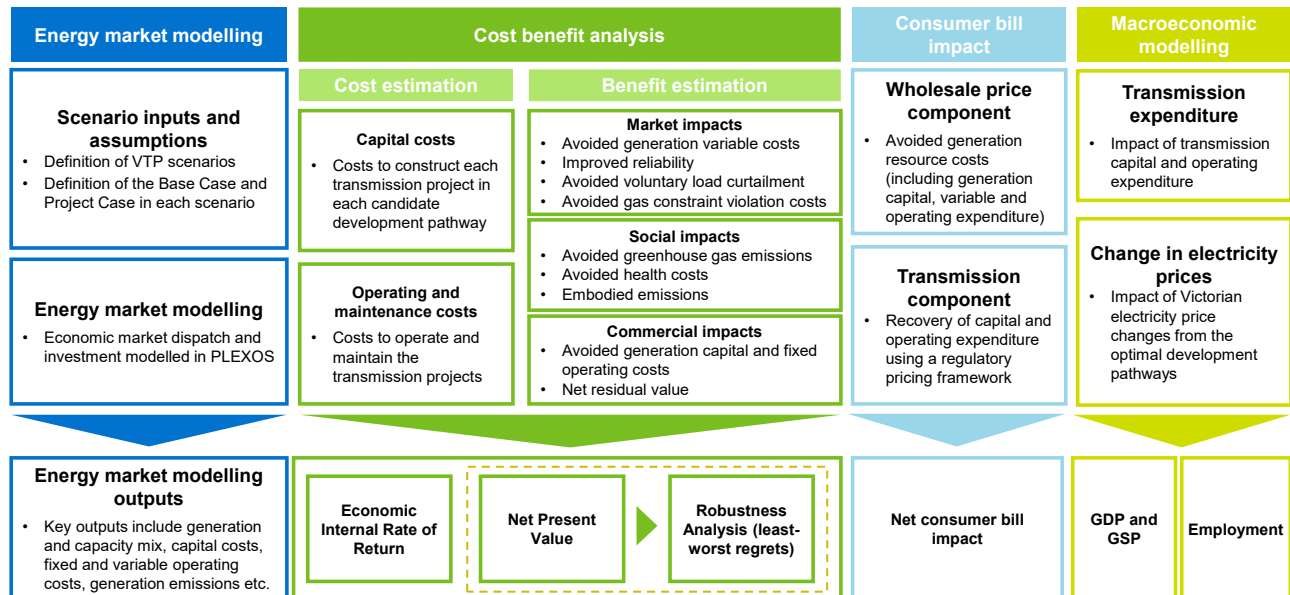 Energy market modelling
Cost benefit analysis
Consumer bill
impact
Macroeconomic
modelling
Scenario inputs and
assumptions
• Definition of VTP scenarios
• Definition of the Base Case and
Project Case in each scenario
Energy market modelling
• Economic market dispatch and
investment modelled in PLEXOS
Cost estimation
Capital costs
• Costs to construct each
transmission project in
each candidate
development pathway
Operating and
maintenance costs
• Costs to operate and
maintain the
transmission projects
Benefit estimation
Market impacts
• Avoided generation variable costs
• Improved reliability
• Avoided voluntary load curtailment
• Avoided gas constraint violation costs
Social impacts
• Avoided greenhouse gas emissions
• Avoided health costs
• Embodied emissions
Commercial impacts
• Avoided generation capital and fixed
operating costs
• Net residual value
Wholesale price
component
• Avoided generation
resource costs
(including generation
capital, variable and
operating expenditure)
Transmission
component
• Recovery of capital and
operating expenditure
using a regulatory
pricing framework
Transmission
expenditure
• Impact of transmission
capital and operating
expenditure
Change in electricity
prices
• Impact of Victorian
electricity price
changes from the
optimal development
pathways
Energy market modelling
outputs
• Key outputs include generation
and capacity mix, capital costs,
fixed and variable operating
costs, generation emissions etc.
Economic
Internal Rate of
Return
Net Present
Value
Robustness
Analysis (least-
worst regrets)
Net consumer bill
impact
GDP and
GSP
Employment